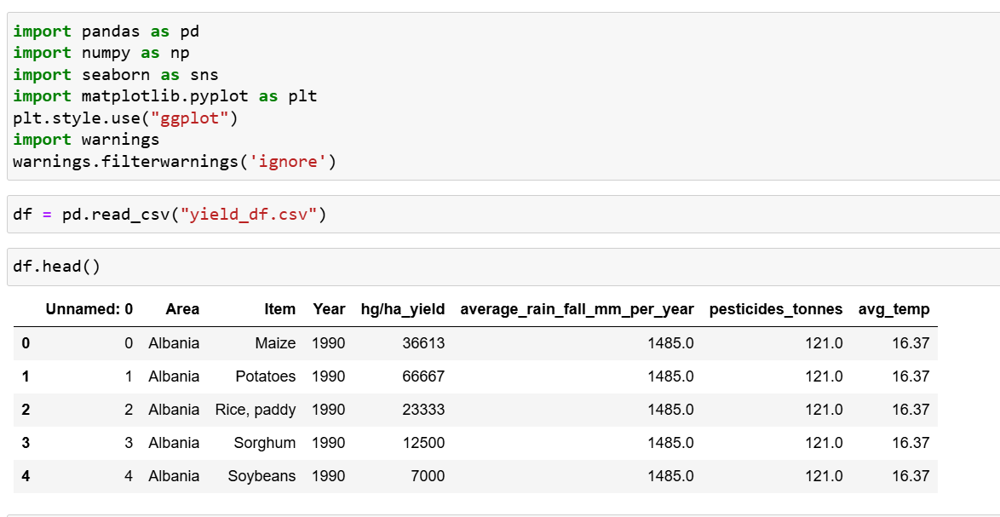 import pandas as pd
import numpy as np
import seaborn as sns
import matplotlib.pyplot as plt
plt.style.use("ggplot")
import warnings
warnings.filterwarnings('ignore')
df = pd.read_csv("yield_df.csv")
df.head()
Unnamed: 0 Area Item Year hg/ha_yield average_rain_fall_mm_per_year pesticides_tonnes avg_temp
0 0 Albania Maize 1990 36613 1485.0 121.0 16.37
1 1 Albania Potatoes 1990 66667 1485.0 121.0 16.37
2 2 Albania Rice, paddy 1990 23333 1485.0 121.0 16.37
3 3 Albania Sorghum 1990 12500 1485.0 121.0 16.37
4 4 Albania Soybeans 1990 7000 1485.0 121.0 16.37